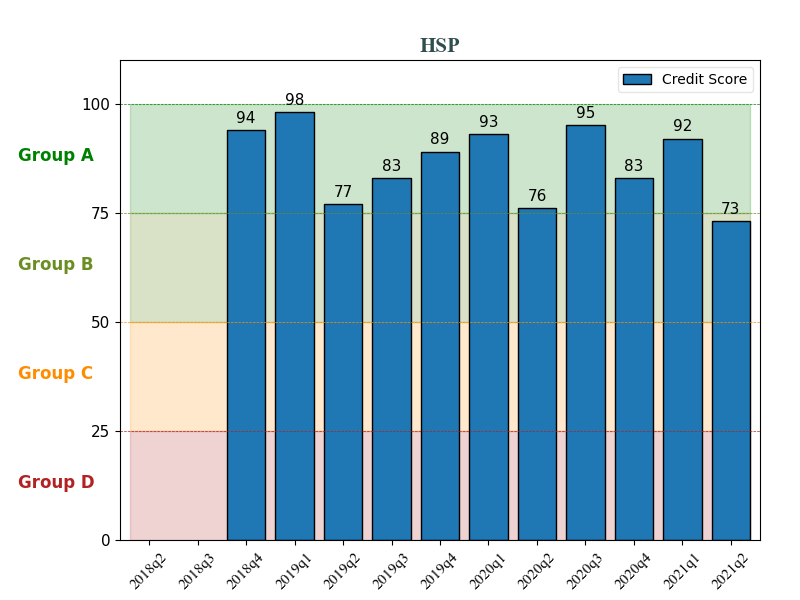 HSP
Credit Score
100
75
50
25
0
Group A
Group B
Group C
Group D
94
98
77
83
89
93
76
95
83
92
73
2018q2
2018q3
2018q4
2019q1
2019q2
2019q3
2019q4
2020q1
2020q2
2020q3
2020q4
2021q1
2021q2